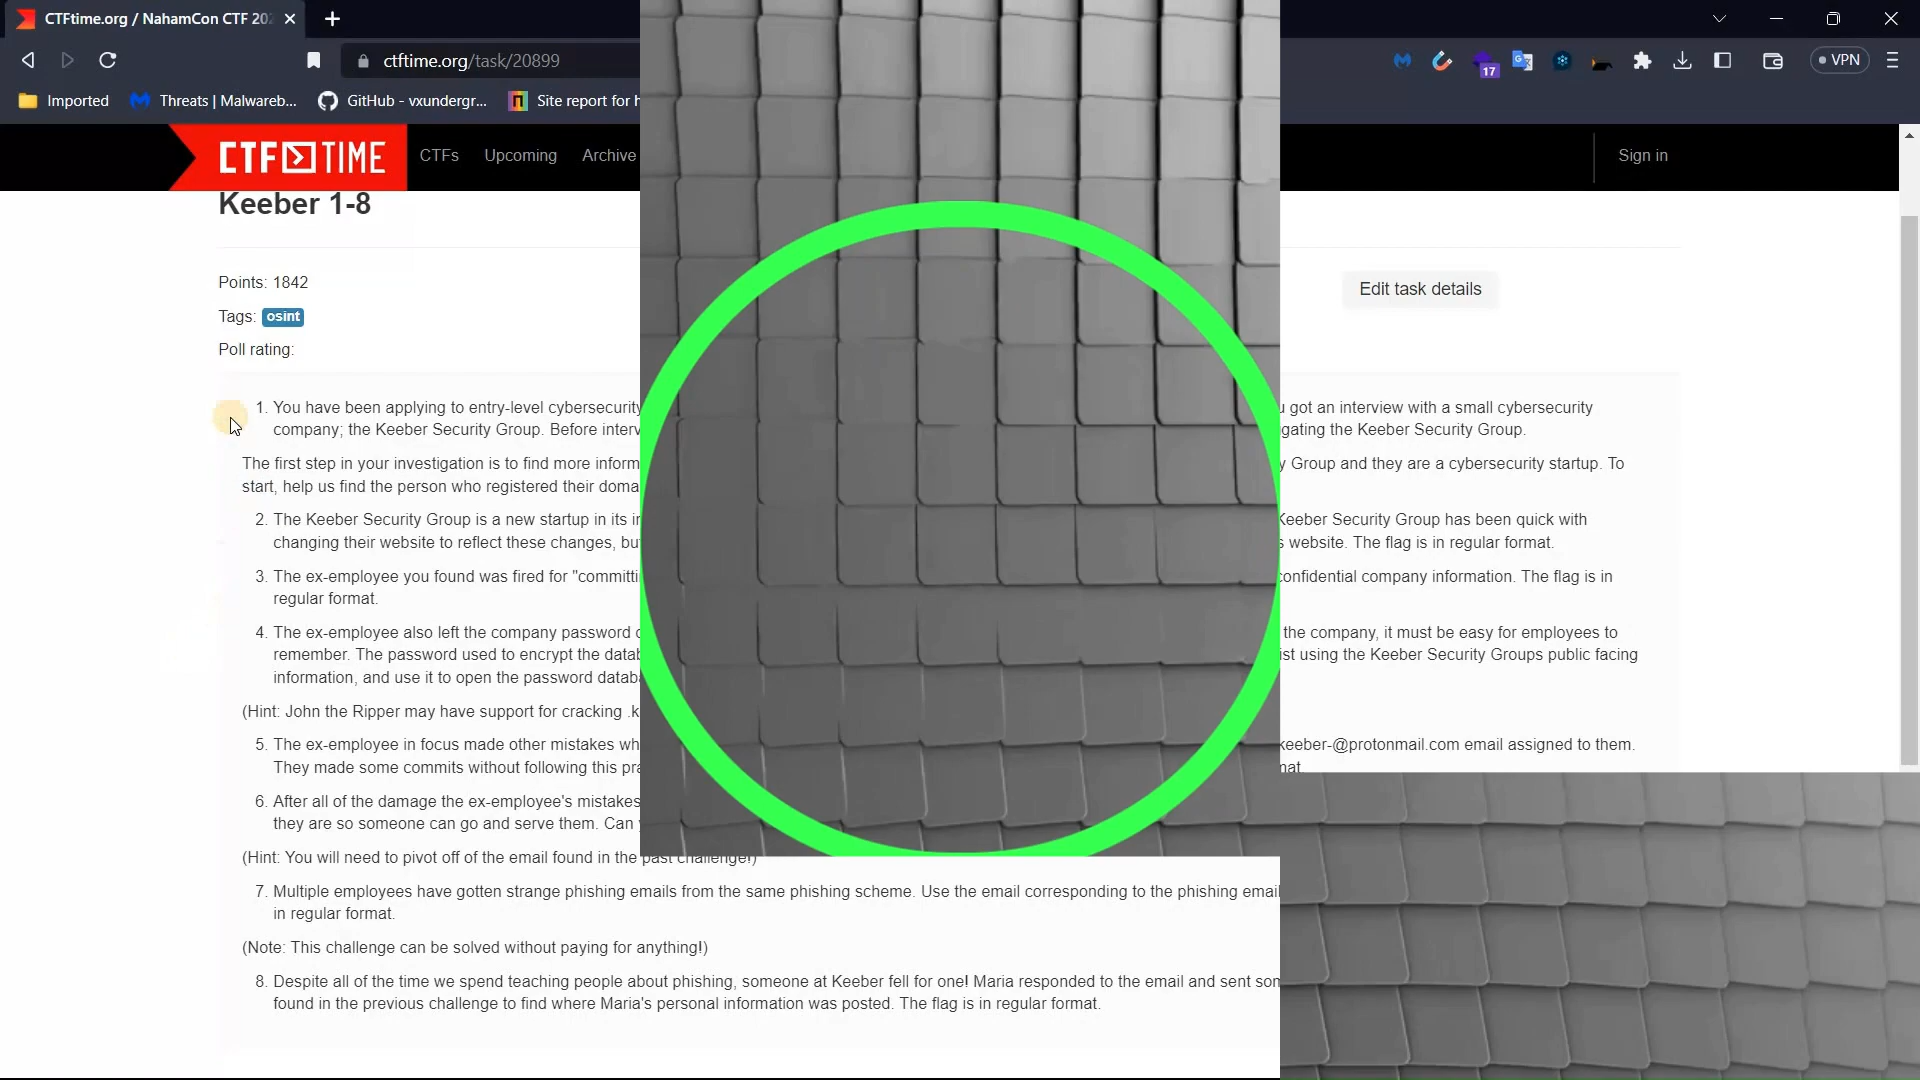 CTFtime.org / NahamCon CTF 202
ctftime.org/task/20899
17
VPN
Imported
Threats | Malwareb...
GitHub - vxundergr...
Site report for h
CTF TIME
CTFs
Upcoming
Archive
Sign in
Keeber 1-8
Points: 1842
Edit task details
Tags: osint
Poll rating:
1. You have been applying to entry-level cybersecurity u got an interview with a small cybersecurity
company; the Keeber Security Group. Before interv gating the Keeber Security Group.
The first step in your investigation is to find more inform y Group and they are a cybersecurity startup. To
start, help us find the person who registered their doma
2. The Keeber Security Group is a new startup in its in Keeber Security Group has been quick with
changing their website to reflect these changes, bu s website. The flag is in regular format.
3. The ex-employee you found was fired for "committi confidential company information. The flag is in
regular format.
4. The ex-employee also left the company password d the company, it must be easy for employees to
remember. The password used to encrypt the datab ist using the Keeber Security Groups public facing
information, and use it to open the password databa
(Hint: John the Ripper may have support for cracking .k
5. The ex-employee in focus made other mistakes wh keeber-@protonmail.com email assigned to them.
They made some commits without following this pra mat.
6. After all of the damage the ex-employee's mistakes
they are so someone can go and serve them. Can y
(Hint: You will need to pivot off of the email found in the past challenge!)
7. Multiple employees have gotten strange phishing emails from the same phishing scheme. Use the email corresponding to the phishing email
in regular format.
(Note: This challenge can be solved without paying for anything!)
8. Despite all of the time we spend teaching people about phishing, someone at Keeber fell for one! Maria responded to the email and sent som
found in the previous challenge to find where Maria's personal information was posted. The flag is in regular format.